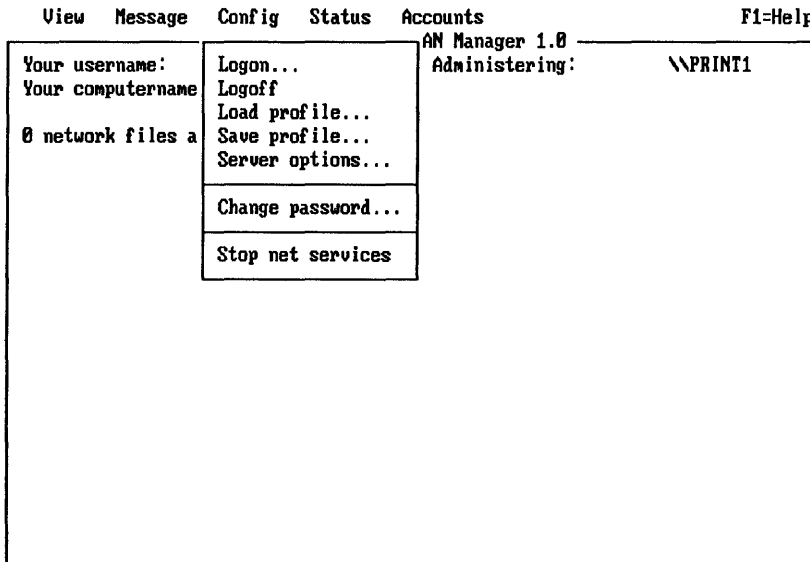 View Message Config Status Accounts F1=Help
AN Manager 1.0
Your username: Logon... Administering: \\PRINT1
Your computername Logoff
Load profile...
0 network files a Save profile...
Server options...
Change password...
Stop net services